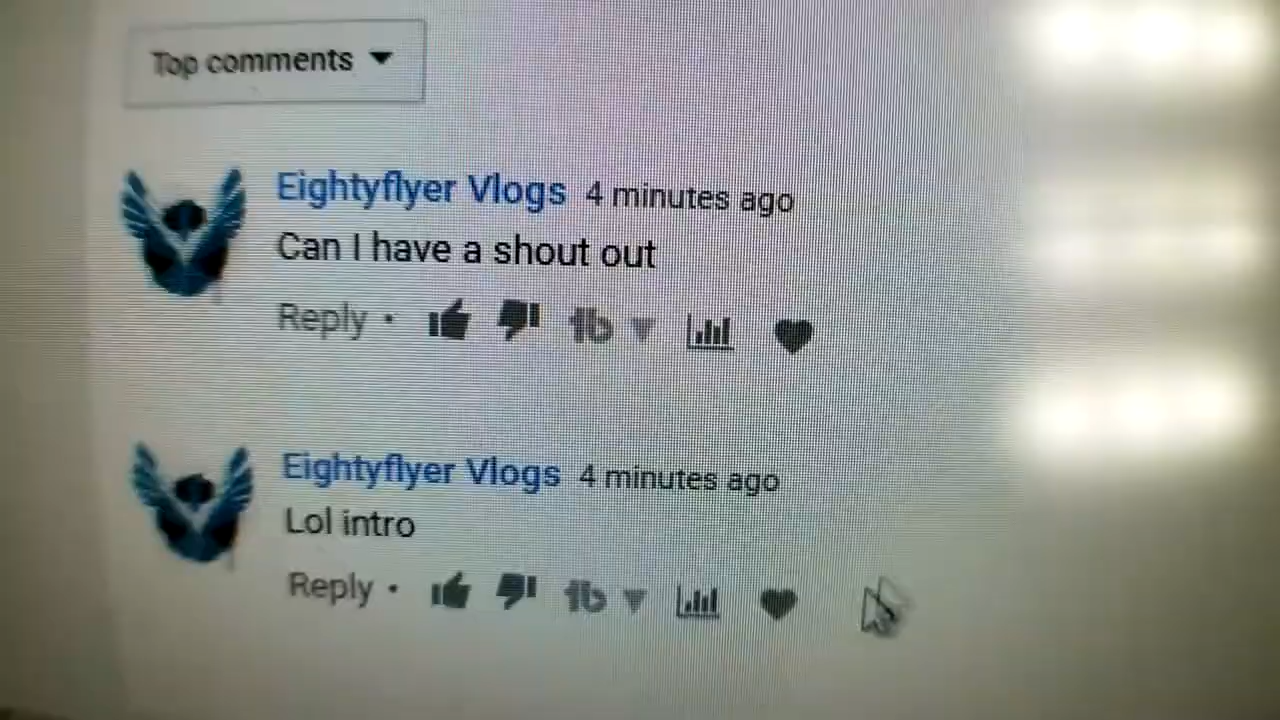 Top comments
Eightyflyer Vlogs 4 minutes ago
Can I have a shout out
Reply •
Eightyflyer Vlogs 4 minutes ago
Lol intro
Reply •